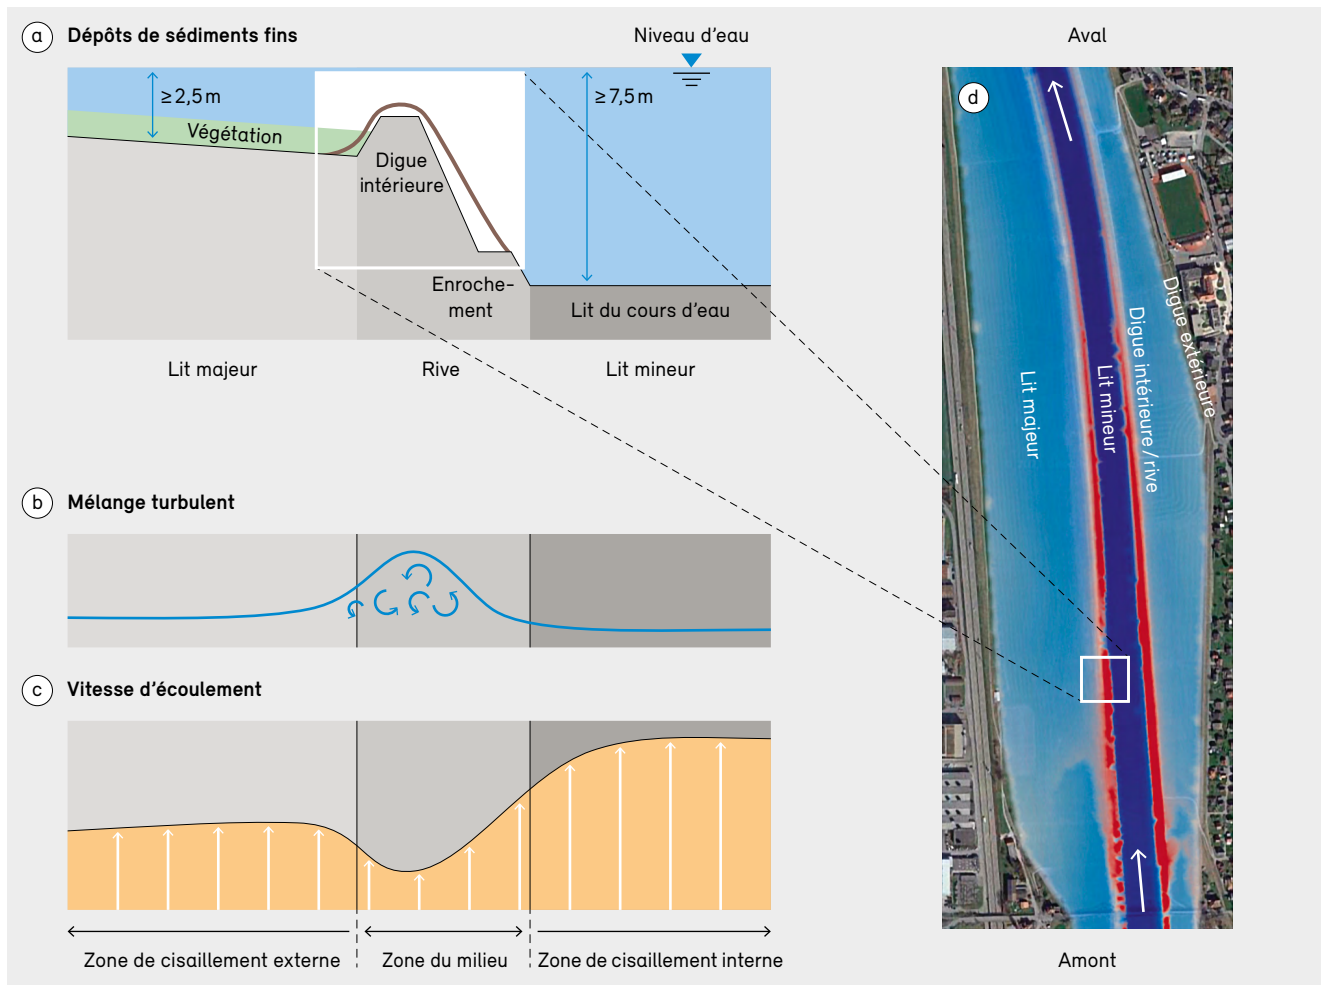 a Dépôts de sédiments fins
Niveau d'eau
≥2,5 m
≥7,5 m
Végétation
Digue
intérieure
Enroche-
ment
Lit du cours d'eau
Lit majeur
Rive
Lit mineur
b Mélange turbulent
c Vitesse d'écoulement
Zone de cisaillement externe
Zone du milieu
Zone de cisaillement interne
Aval
d
Lit majeur
Lit mineur
Digue intérieure / rive
Digue extérieure
Amont